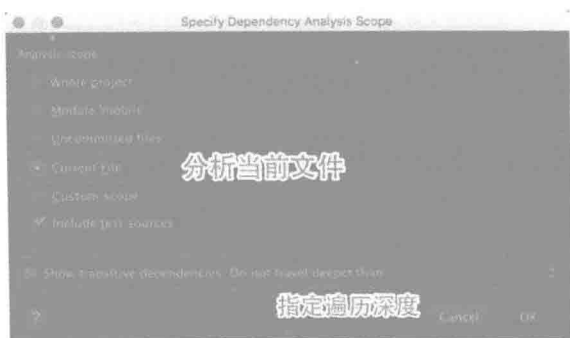 Specify Dependency Analysis Scope
Analysis scope
Whole project
Module 'mobile'
Uncommitted files
Current File
分析当前文件
Custom scope
Include test sources
Show transitive dependencies. Do not travel deeper than
指定遍历深度
?
Cancel
OK